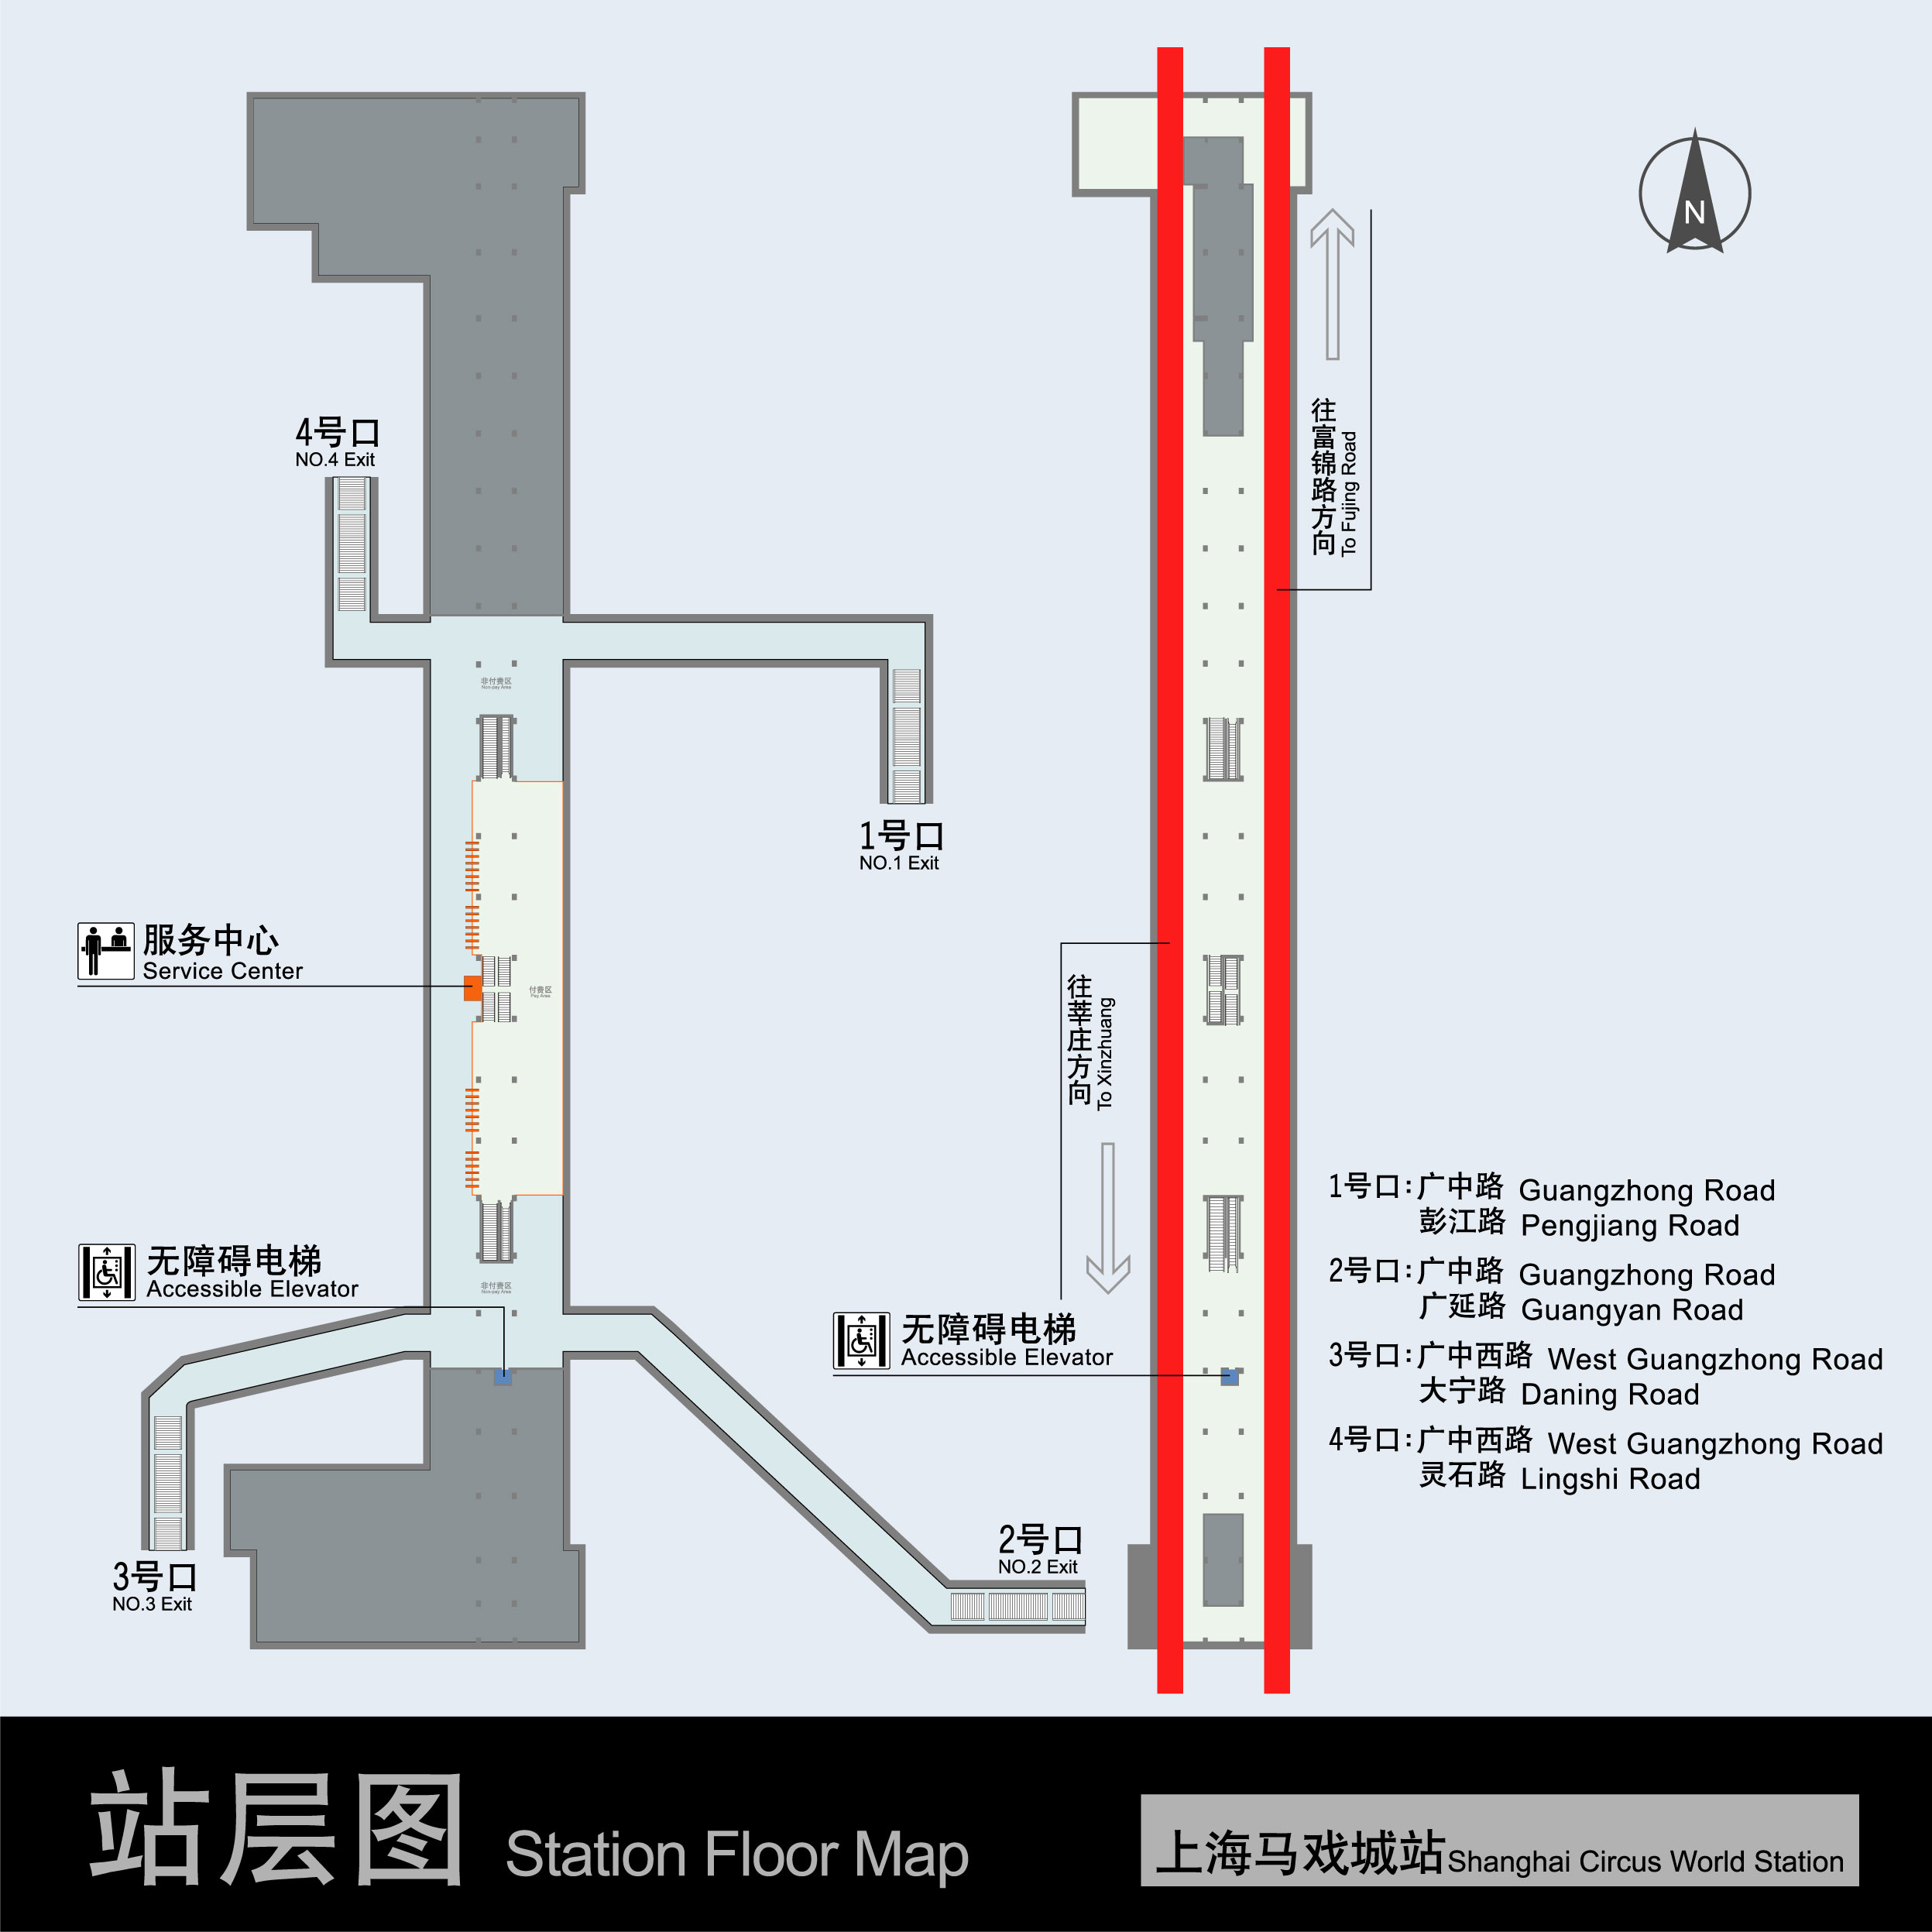 N
4号口
NO.4 Exit
往富锦路方向
To Fujing Road
非付费区
Non-pay Area
1号口
NO.1 Exit
服务中心
Service Center
付费区
Pay Area
往莘庄方向
To Xinzhuang
无障碍电梯
Accessible Elevator
非付费区
Non-pay Area
无障碍电梯
Accessible Elevator
1号口:广中路 Guangzhong Road
彭江路 Pengjiang Road
2号口:广中路 Guangzhong Road
广延路 Guangyan Road
3号口:广中西路 West Guangzhong Road
大宁路 Daning Road
4号口:广中西路 West Guangzhong Road
灵石路 Lingshi Road
2号口
NO.2 Exit
3号口
NO.3 Exit
站层图 Station Floor Map
上海马戏城站 Shanghai Circus World Station